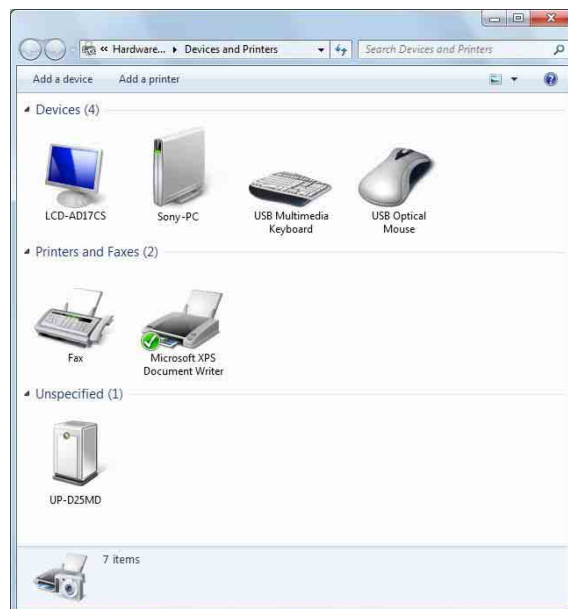 « Hardware... ▸ Devices and Printers
Search Devices and Printers
Add a device Add a printer
Devices (4)
LCD-AD17CS
Sony-PC
USB Multimedia
Keyboard
USB Optical
Mouse
Printers and Faxes (2)
Fax
Microsoft XPS
Document Writer
Unspecified (1)
UP-D25MD
7 items